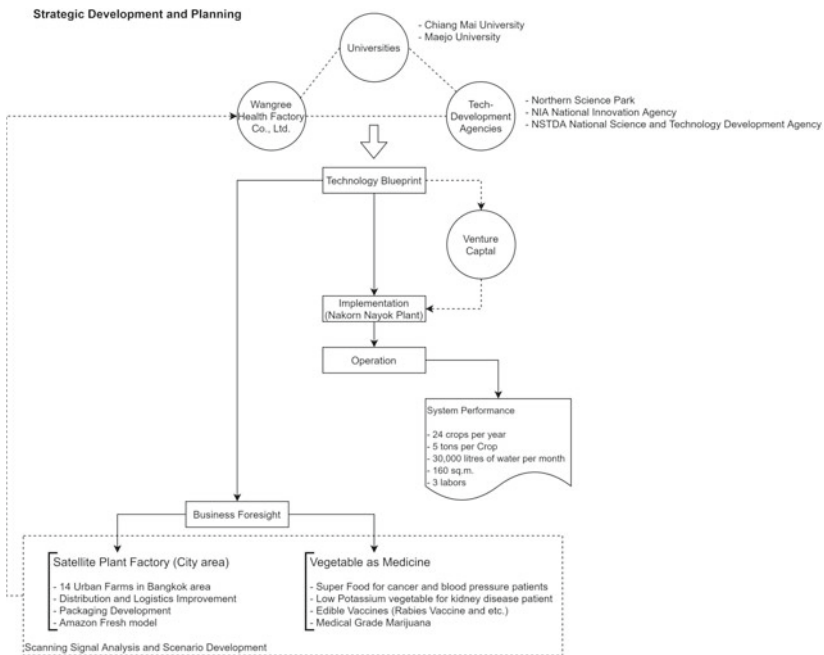 Strategic Development and Planning
Universities
- Chiang Mai University
- Maejo University
Wangree
Health Factory
Co., Ltd.
Tech-
Development
Agencies
- Northern Science Park
- NIA National Innovation Agency
- NSTDA National Science and Technology Development Agency
Technology Blueprint
Venture
Captal
Implementation
(Nakorn Nayok Plant)
Operation
System Performance
- 24 crops per year
- 5 tons per Crop
- 30,000 litres of water per month
- 160 sq.m.
- 3 labors
Business Foresight
Satellite Plant Factory (City area)
- 14 Urban Farms in Bangkok area
- Distribution and Logistics Improvement
- Packaging Development
- Amazon Fresh model
Vegetable as Medicine
- Super Food for cancer and blood pressure patients
- Low Potassium vegetable for kidney disease patient
- Edible Vaccines (Rabies Vaccine and etc.)
- Medical Grade Marijuana
Scanning Signal Analysis and Scenario Development